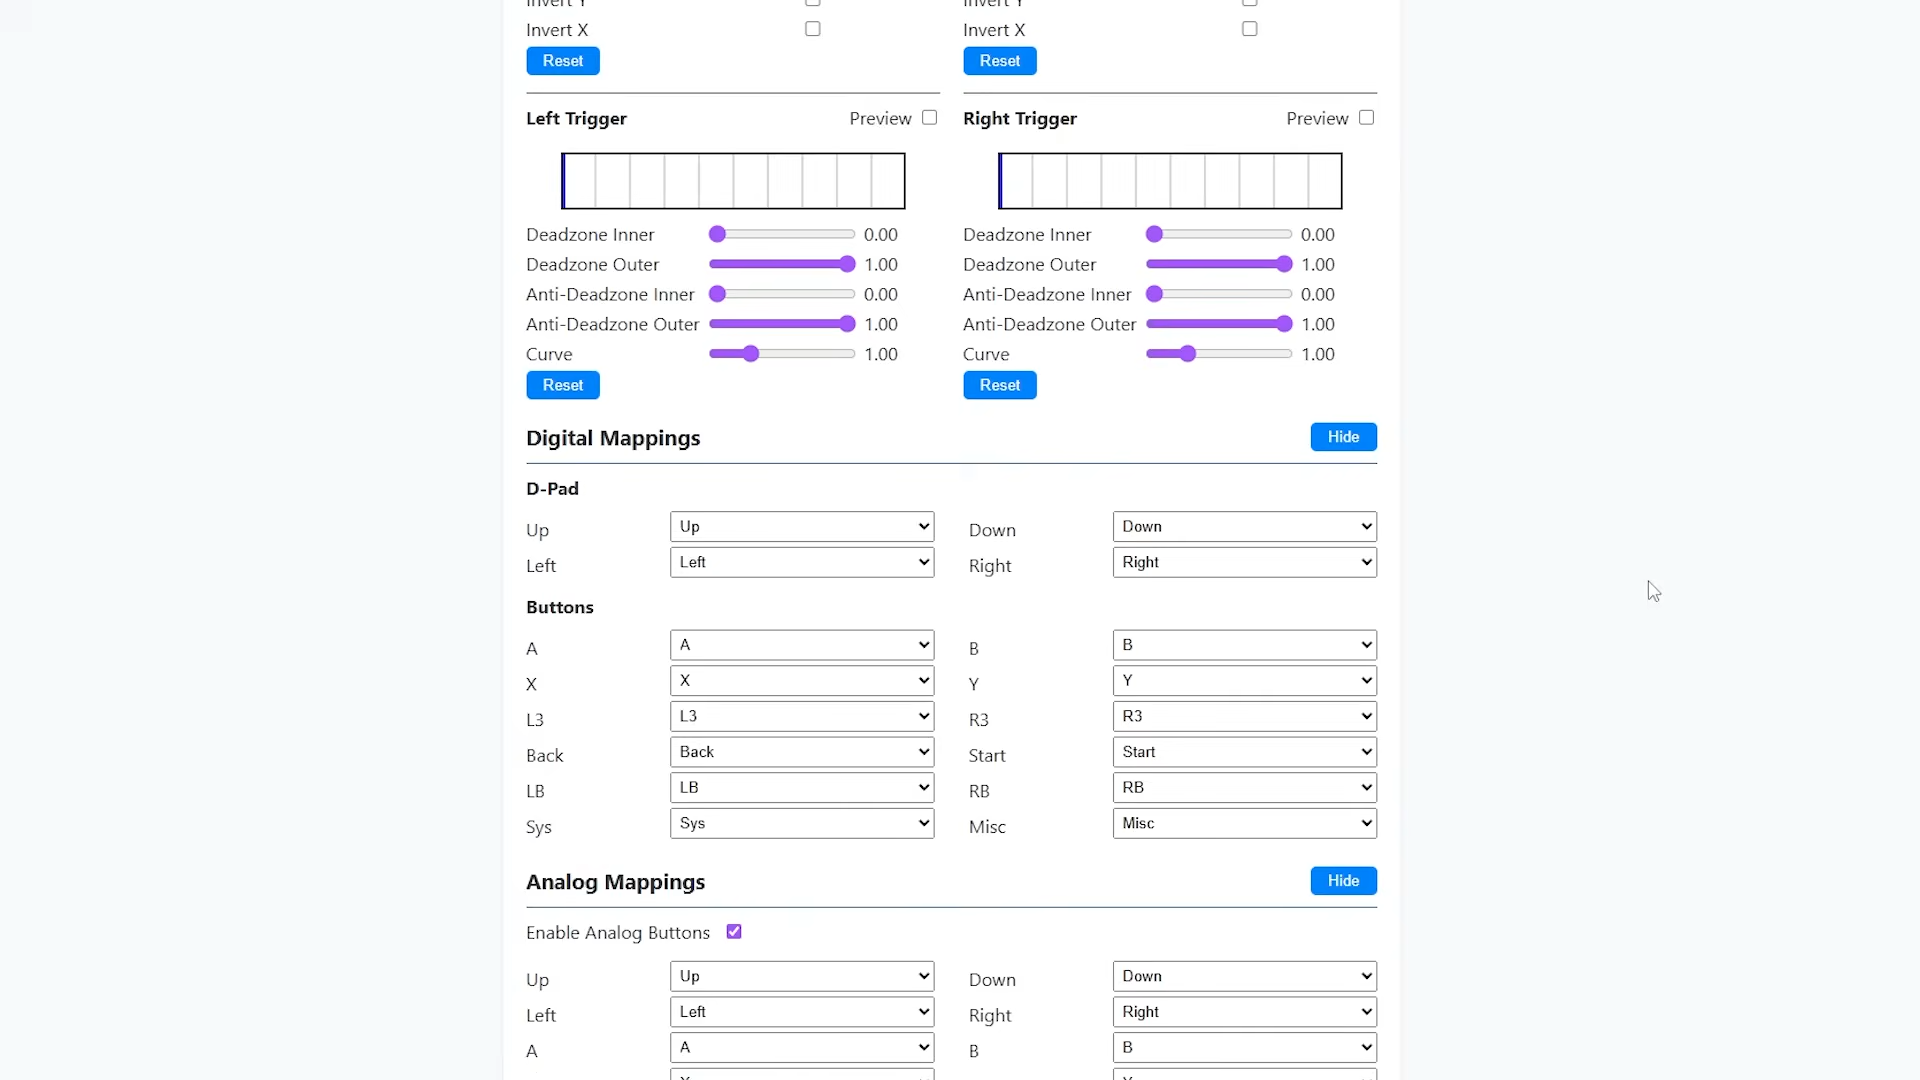 Invert Y Invert Y
Invert X Invert X
Reset Reset
Left Trigger Preview Right Trigger Preview
Deadzone Inner 0.00 Deadzone Inner 0.00
Deadzone Outer 1.00 Deadzone Outer 1.00
Anti-Deadzone Inner 0.00 Anti-Deadzone Inner 0.00
Anti-Deadzone Outer 1.00 Anti-Deadzone Outer 1.00
Curve 1.00 Curve 1.00
Reset Reset
Digital Mappings Hide
D-Pad
Up Up Down Down
Left Left Right Right
Buttons
A A B B
X X Y Y
L3 L3 R3 R3
Back Back Start Start
LB LB RB RB
Sys Sys Misc Misc
Analog Mappings Hide
Enable Analog Buttons
Up Up Down Down
Left Left Right Right
A A B B